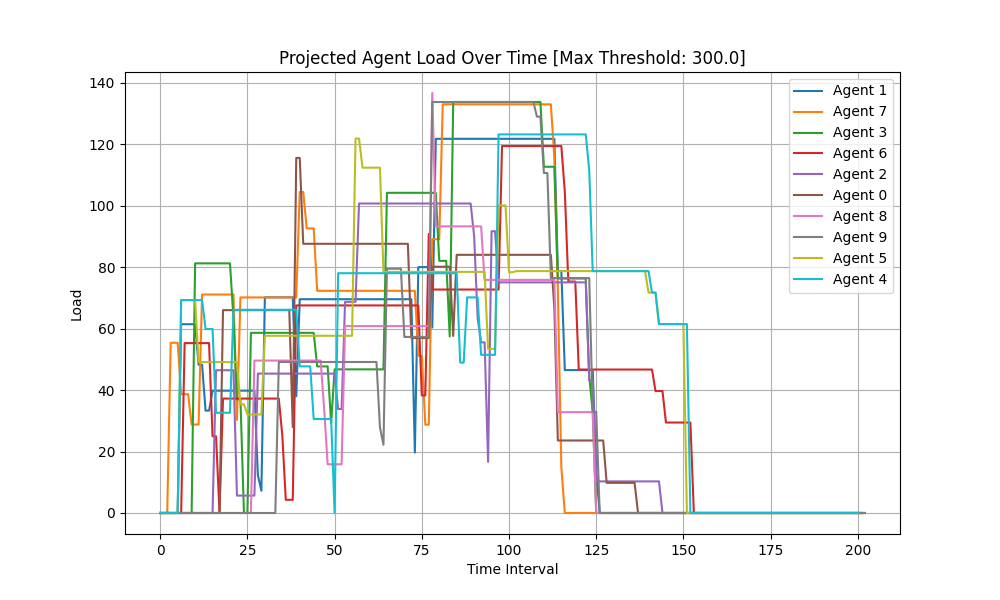 Projected Agent Load Over Time [Max Threshold: 300.0]
Load
140
120
100
80
60
40
20
0
0 25 50 75 100 125 150 175 200
Time Interval
Agent 1
Agent 7
Agent 3
Agent 6
Agent 2
Agent 0
Agent 8
Agent 9
Agent 5
Agent 4